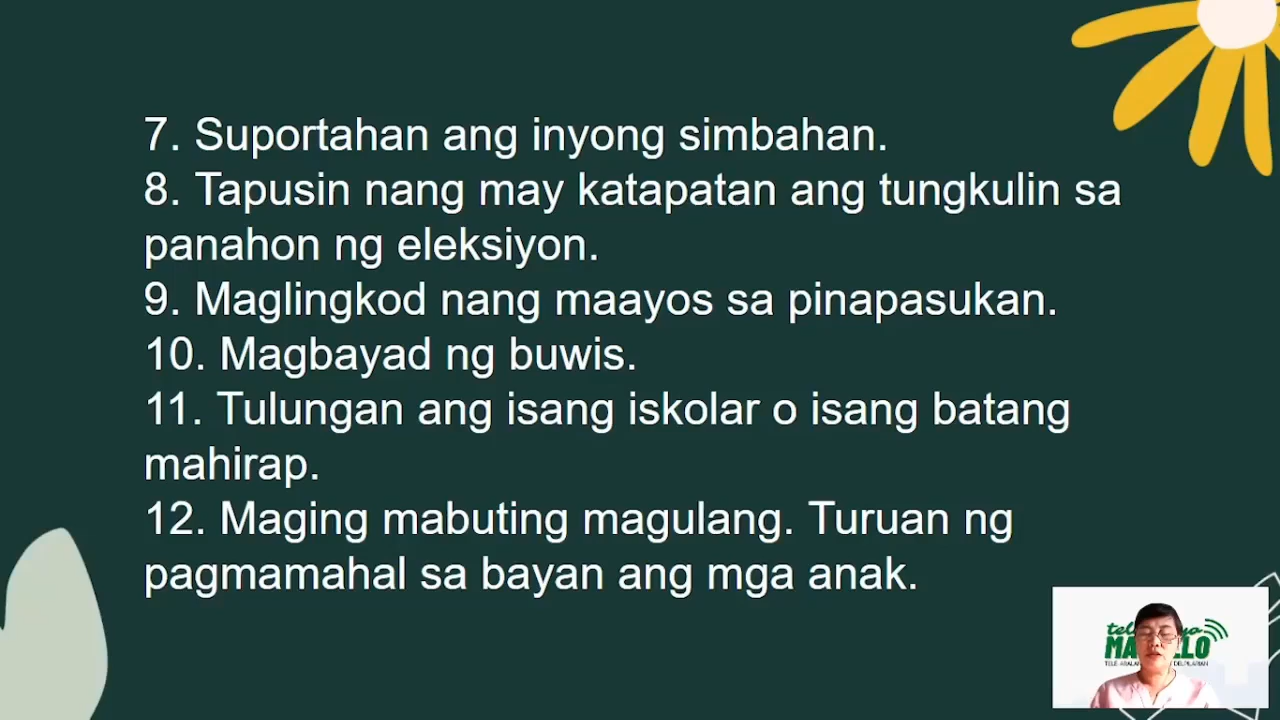 7. Suportahan ang inyong simbahan.
8. Tapusin nang may katapatan ang tungkulin sa
panahon ng eleksiyon.
9. Maglingkod nang maayos sa pinapasukan.
10. Magbayad ng buwis.
11. Tulungan ang isang iskolar o isang batang
mahirap.
12. Maging mabuting magulang. Turuan ng
pagmamahal sa bayan ang mga anak.